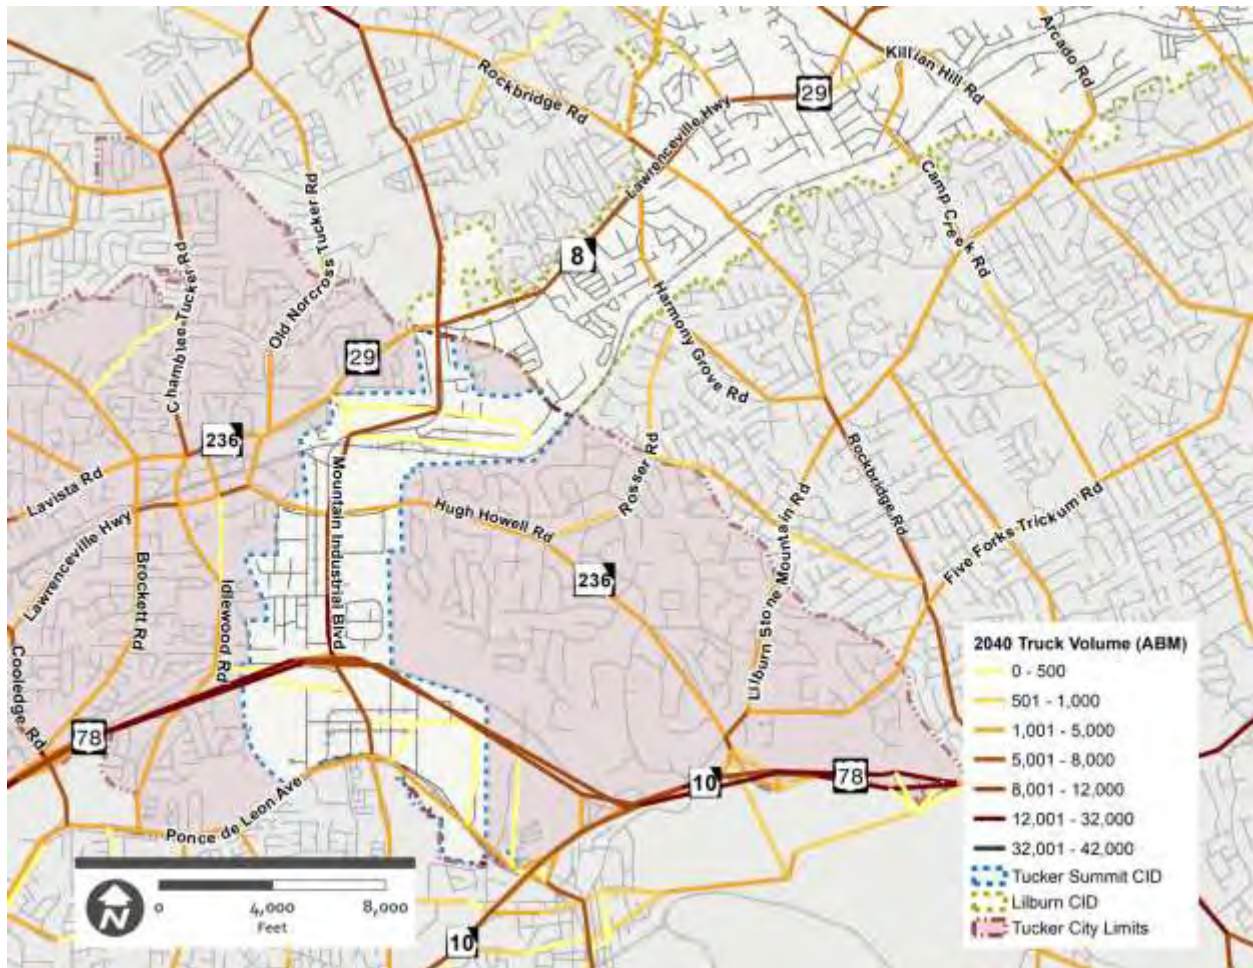 Arcado Rd
Killian Hill Rd
Rockbridge Rd
29
Lawrenceville Hwy
Camp Creek Rd
Old Norcross Tucker Rd
Chamblee Tucker Rd
8
Harmony Grove Rd
29
236
Rockbridge Rd
Lavista Rd
Rosser Rd
Mountain Industrial Blvd
Hugh Howell Rd
Lilburn Stone Mountain Rd
Five Forks Trickum Rd
Lawrenceville Hwy
Brockett Rd
Idlewood Rd
236
Cooledge Rd
78
10
78
Ponce de Leon Ave
10
N
0 4,000 8,000
Feet
2040 Truck Volume (ABM)
0 - 500
501 - 1,000
1,001 - 5,000
5,001 - 8,000
8,001 - 12,000
12,001 - 32,000
32,001 - 42,000
Tucker Summit CID
Lilburn CID
Tucker City Limits